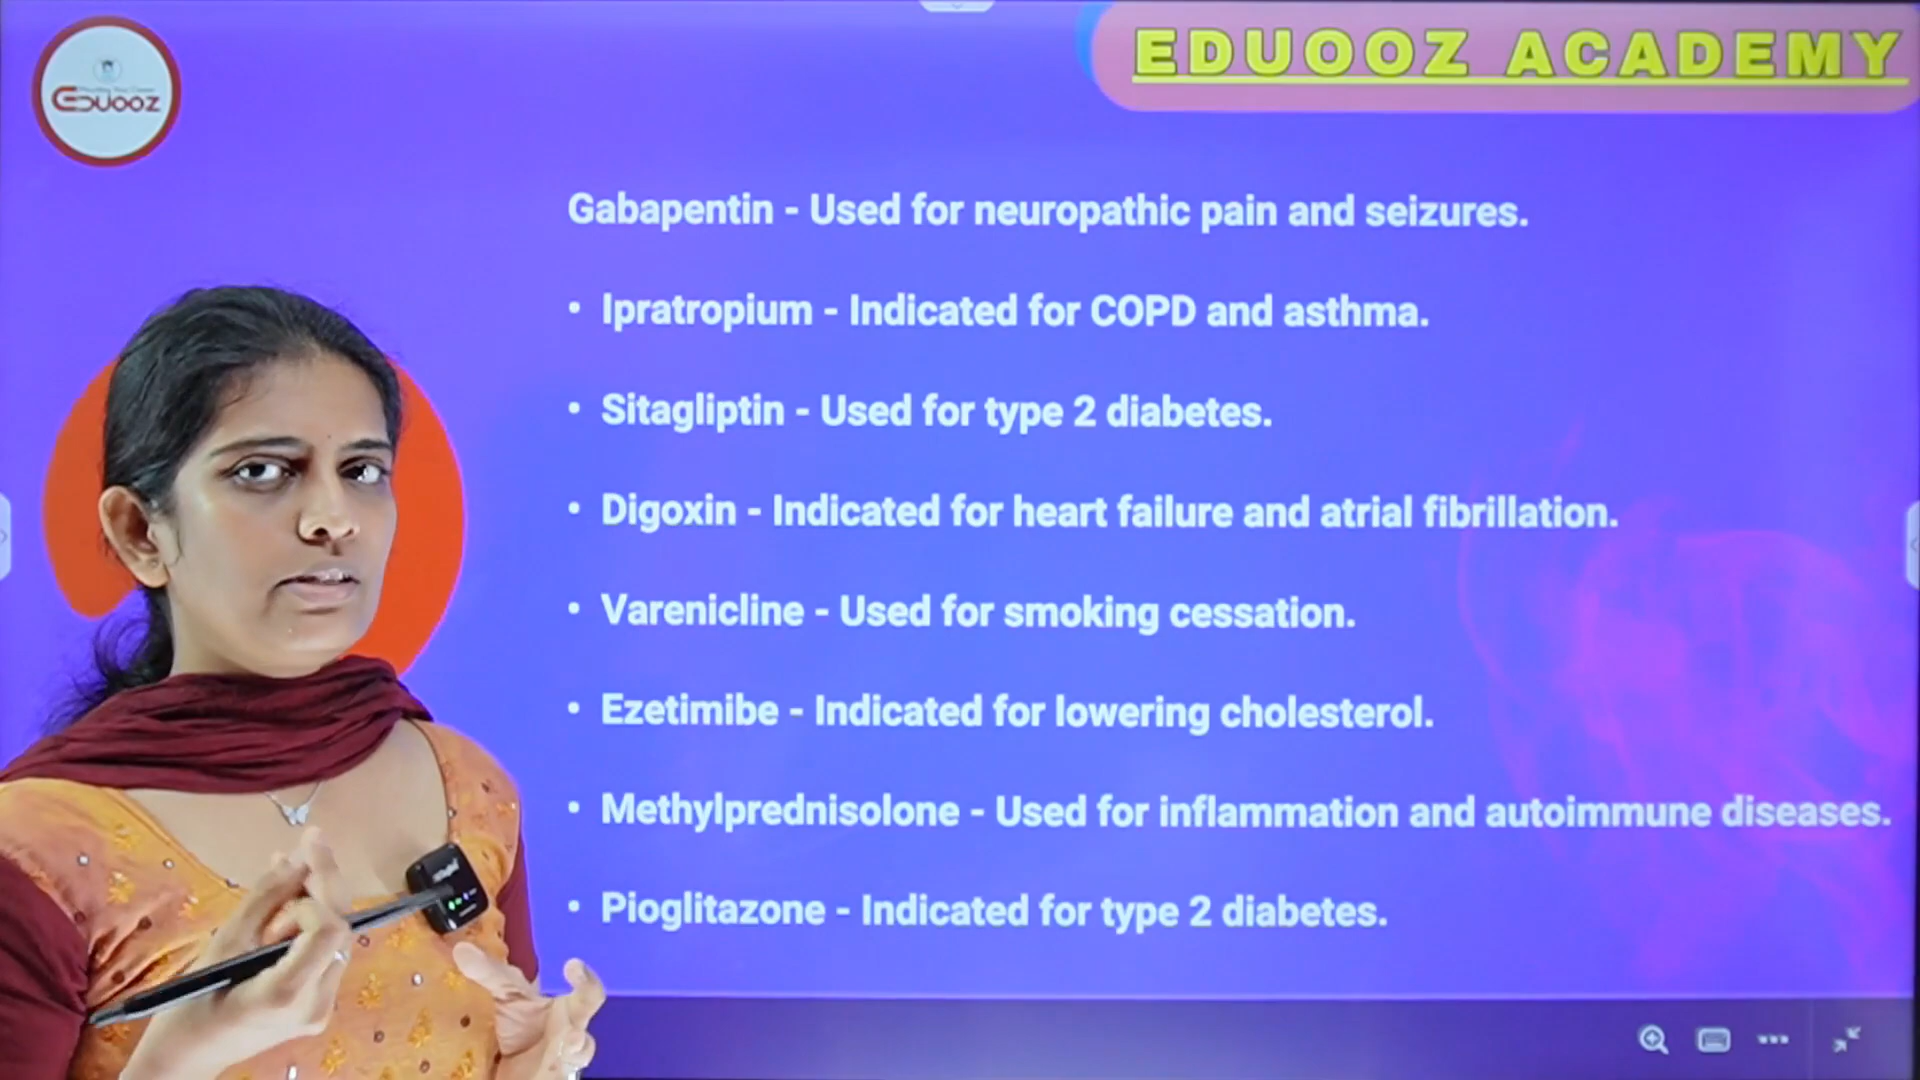 EDUOOZ
EDUOOZ ACADEMY
Gabapentin - Used for neuropathic pain and seizures.
• Ipratropium - Indicated for COPD and asthma.
• Sitagliptin - Used for type 2 diabetes.
• Digoxin - Indicated for heart failure and atrial fibrillation.
• Varenicline - Used for smoking cessation.
• Ezetimibe - Indicated for lowering cholesterol.
• Methylprednisolone - Used for inflammation and autoimmune diseases.
• Pioglitazone - Indicated for type 2 diabetes.